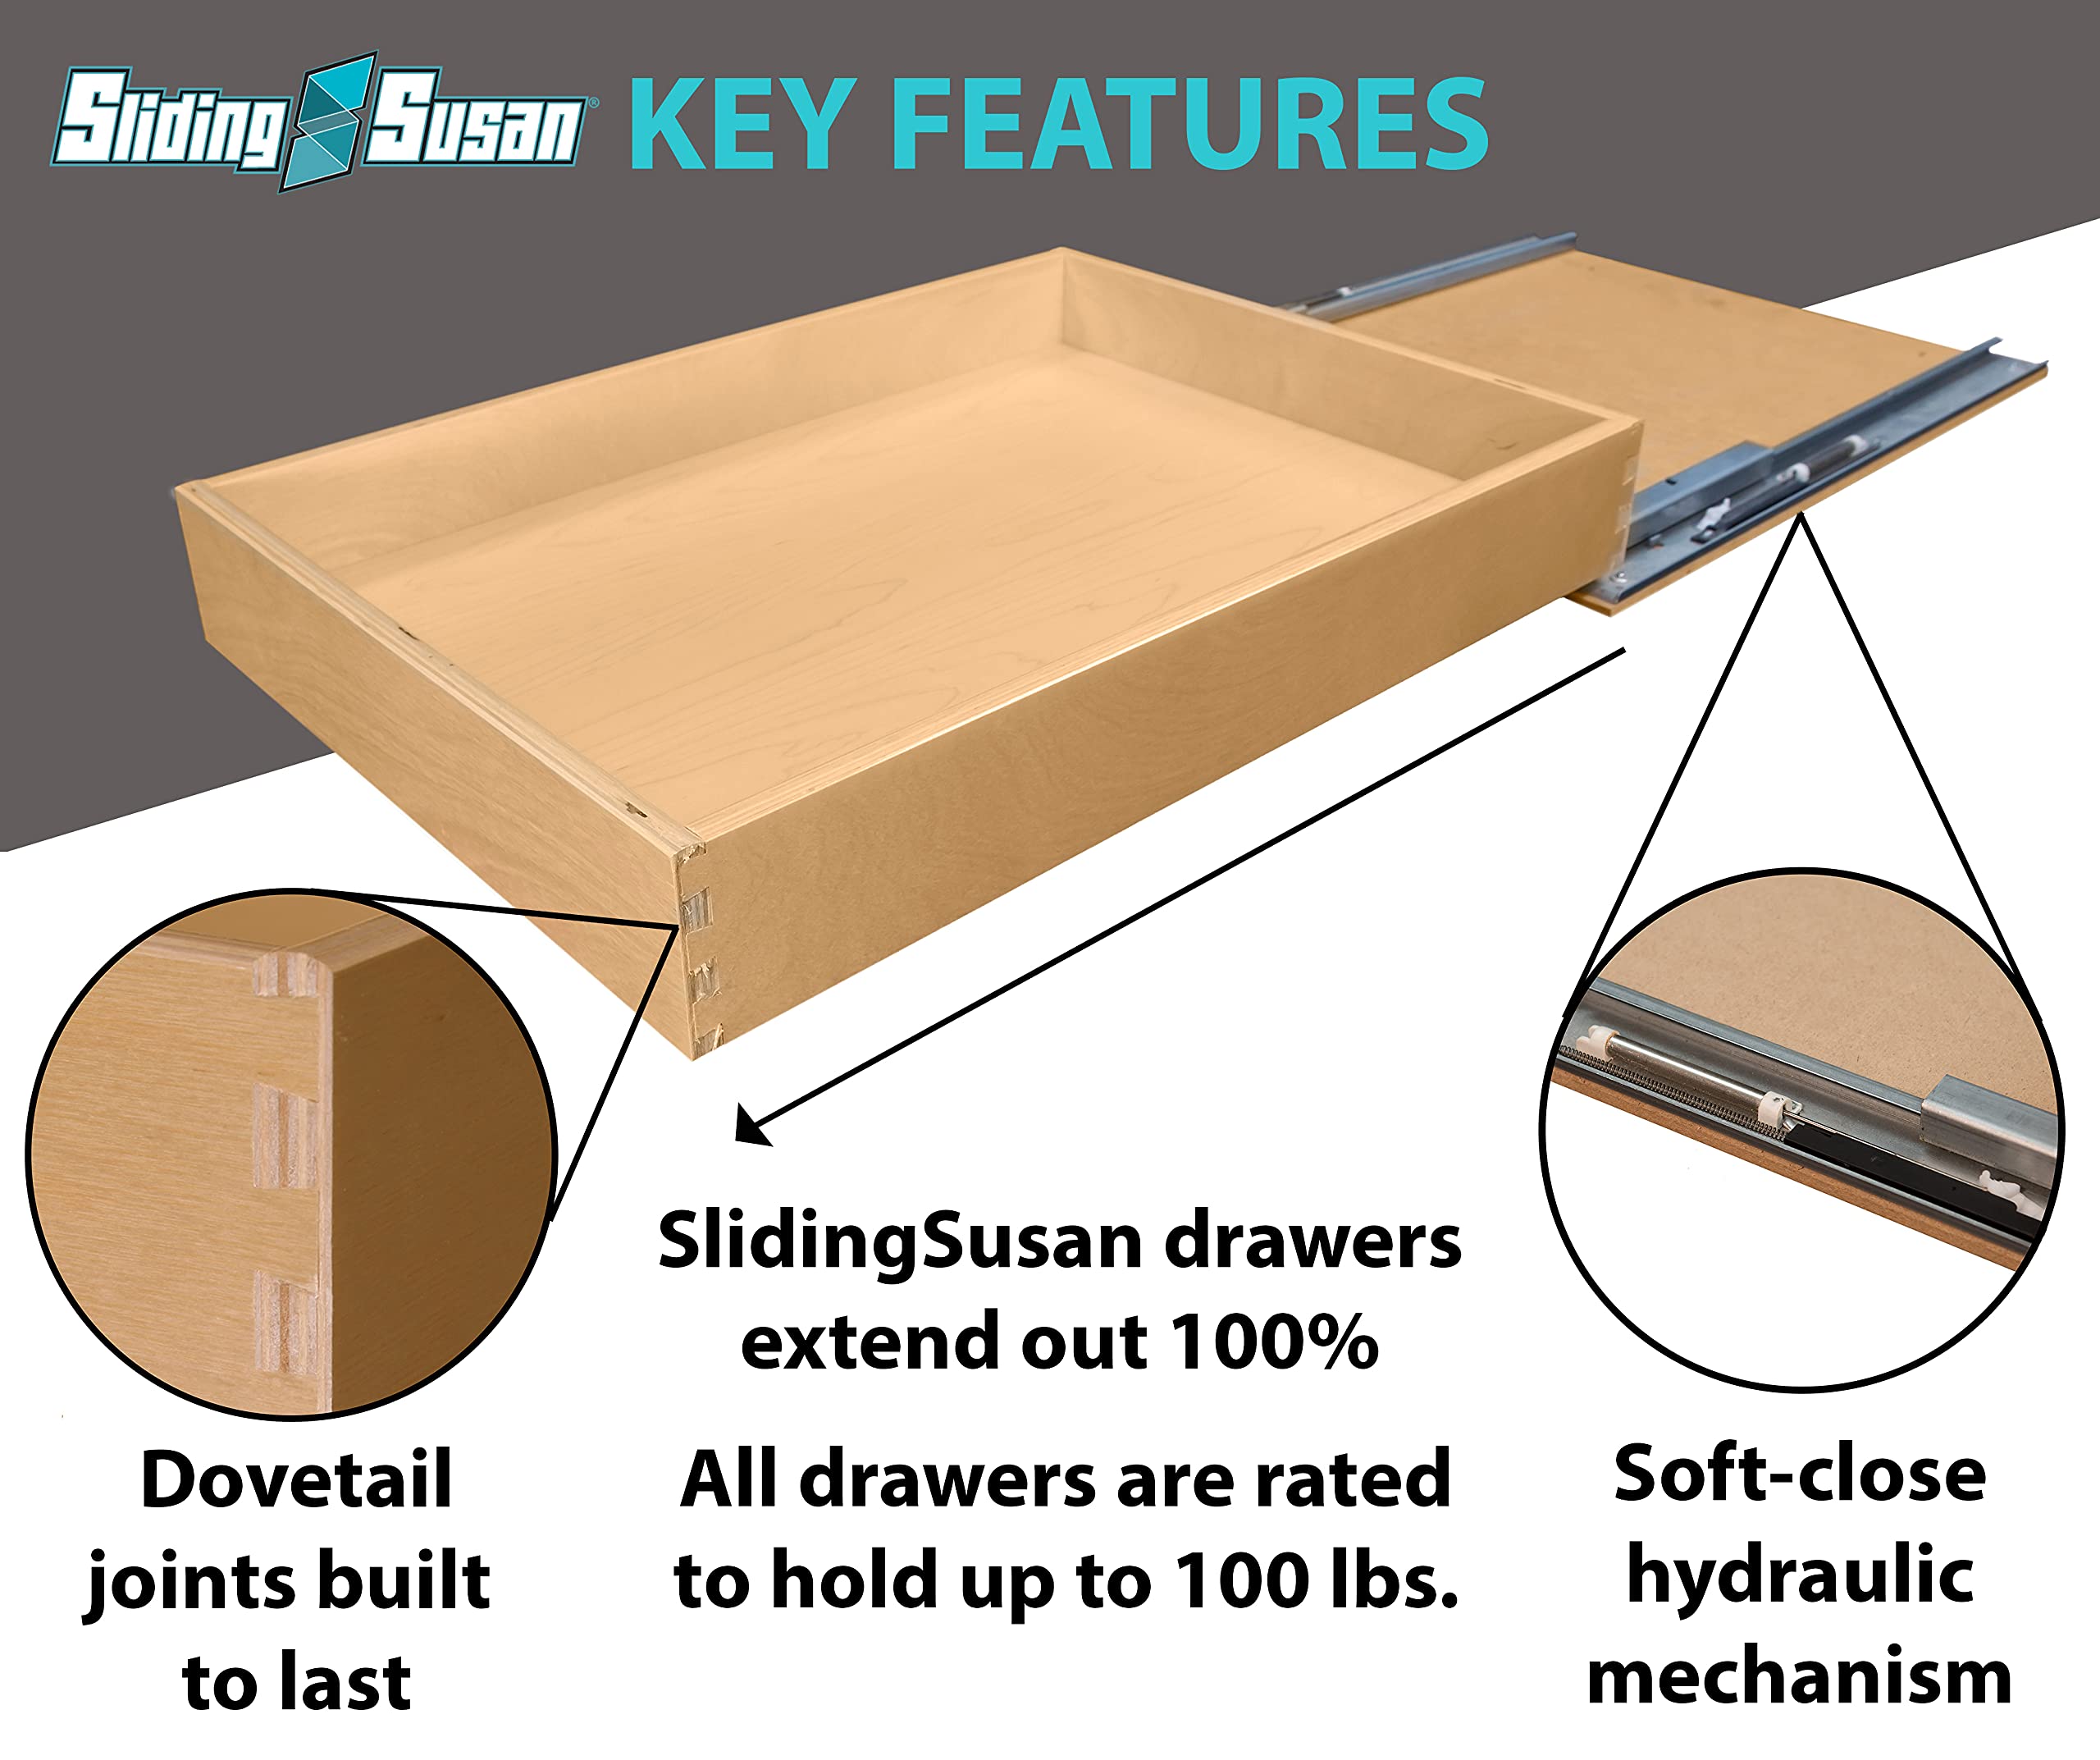 Sliding Susan® KEY FEATURES
SlidingSusan drawers
extend out 100%
Dovetail
joints built
to last
All drawers are rated
to hold up to 100 lbs.
Soft-close
hydraulic
mechanism